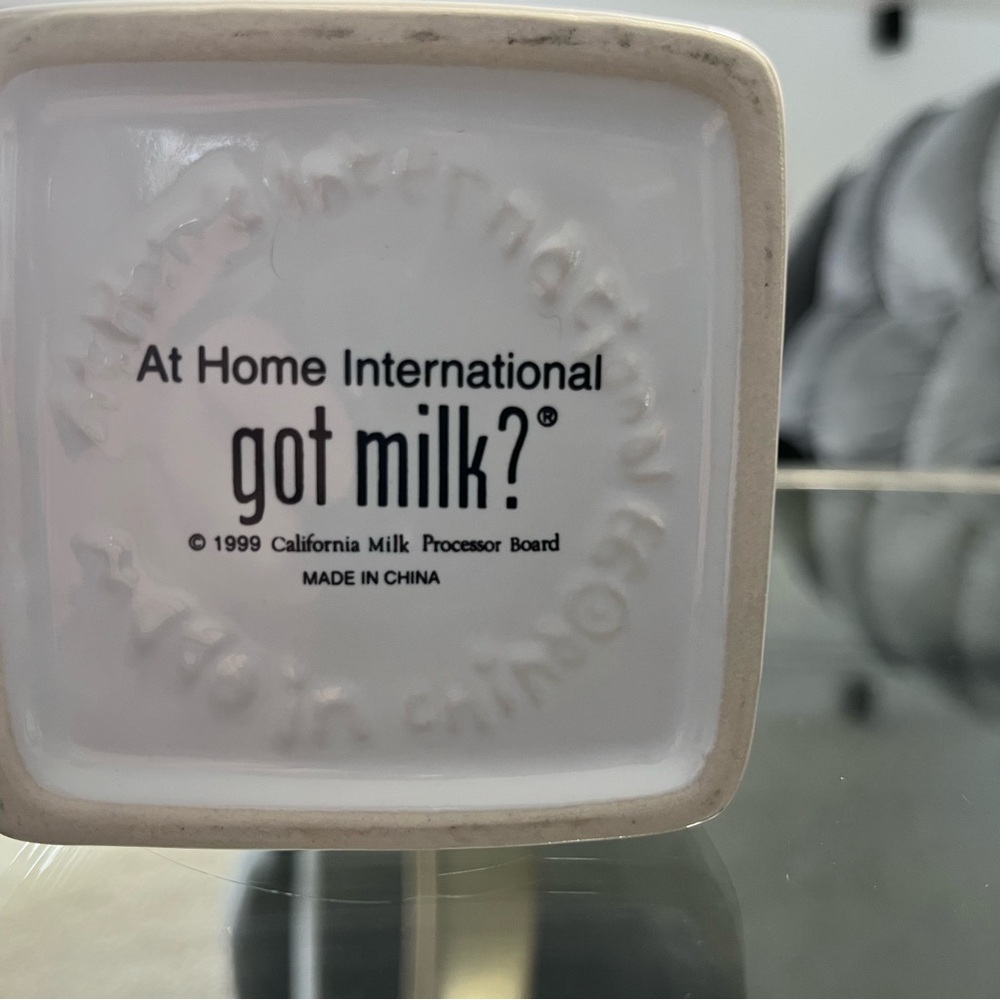 At Home International
got milk?®
© 1999 California Milk Processor Board
MADE IN CHINA